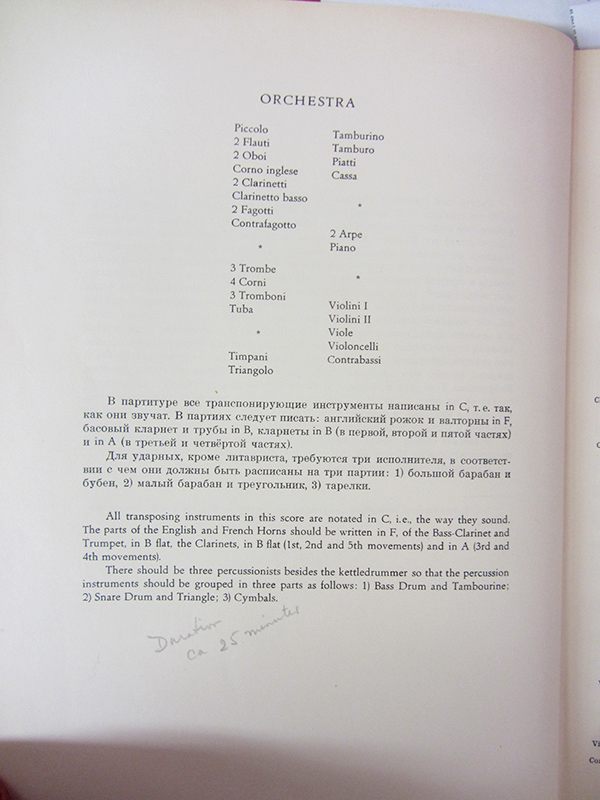 ORCHESTRA
Piccolo
2 Flauti
2 Oboi
Corno inglese
2 Clarinetti
Clarinetto basso
2 Fagotti
Contrafagotto
*
3 Trombe
4 Corni
3 Tromboni
Tuba
*
Timpani
Triangolo
Tamburino
Tamburo
Piatti
Cassa
*
2 Arpe
Piano
*
Violini I
Violini II
Viole
Violoncelli
Contrabassi
В партитуре все транспонирующие инструменты написаны in C, т. е. так,
как они звучат. В партиях следует писать: английский рожок и валторны in F,
басовый кларнет и трубы in B, кларнеты in B (в первой, второй и пятой частях)
и in A (в третьей и четвёртой частях).
Для ударных, кроме литавриста, требуются три исполнителя, в соответст-
вии с чем они должны быть расписаны на три партии: 1) большой барабан и
бубен, 2) малый барабан и треугольник, 3) тарелки.
All transposing instruments in this score are notated in C, i.e., the way they sound.
The parts of the English and French Horns should be written in F, of the Bass-Clarinet and
Trumpet, in B flat, the Clarinets, in B flat (1st, 2nd and 5th movements) and in A (3rd and
4th movements).
There should be three percussionists besides the kettledrummer so that the percussion
instruments should be grouped in three parts as follows: 1) Bass Drum and Tambourine;
2) Snare Drum and Triangle; 3) Cymbals.
Duration
ca 25 minutes